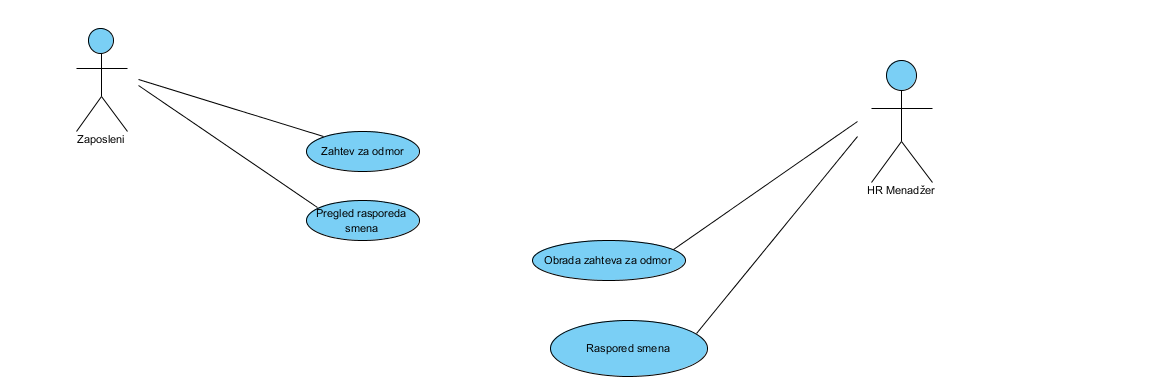 Zaposleni
Zahtev za odmor
Pregled rasporeda
smena
HR Menadžer
Obrada zahteva za odmor
Raspored smena